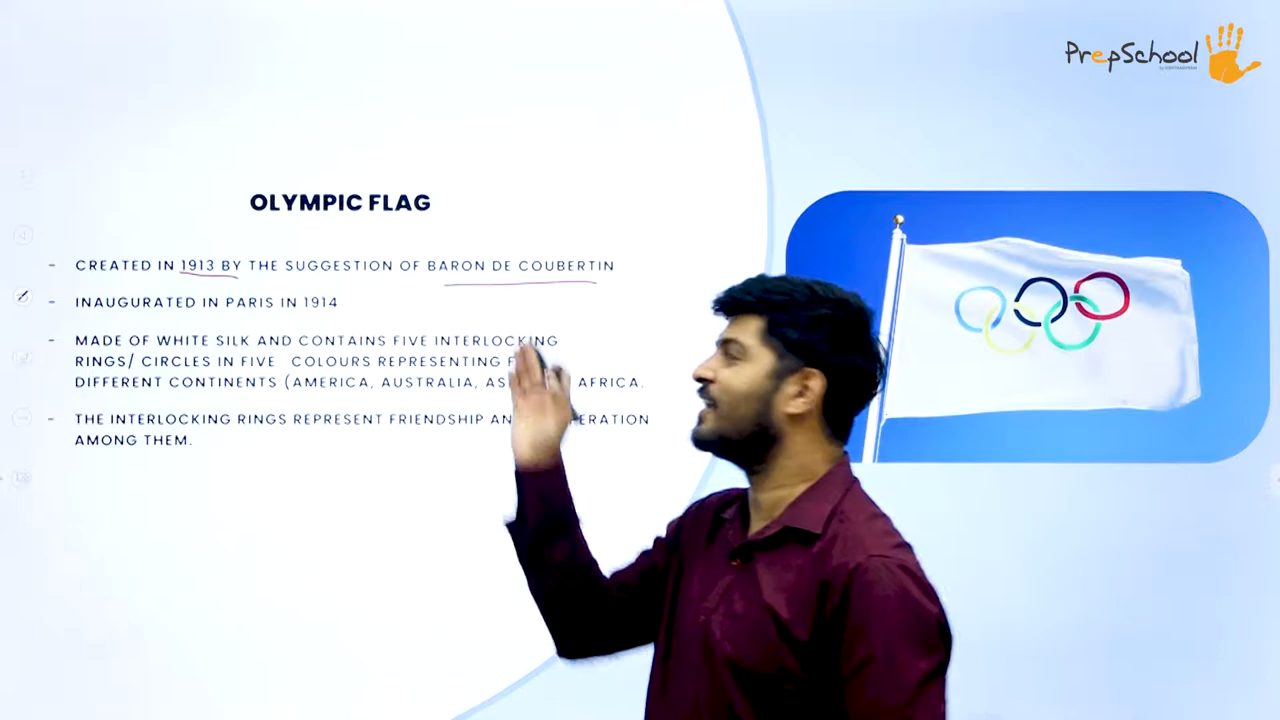 PrepSchool
OLYMPIC FLAG
- CREATED IN 1913 BY THE SUGGESTION OF BARON DE COUBERTIN
- INAUGURATED IN PARIS IN 1914
- MADE OF WHITE SILK AND CONTAINS FIVE INTERLOCKING
RINGS/ CIRCLES IN FIVE COLOURS REPRESENTING
DIFFERENT CONTINENTS (AMERICA, AUSTRALIA, AFRICA.
- THE INTERLOCKING RINGS REPRESENT FRIENDSHIP
AMONG THEM.